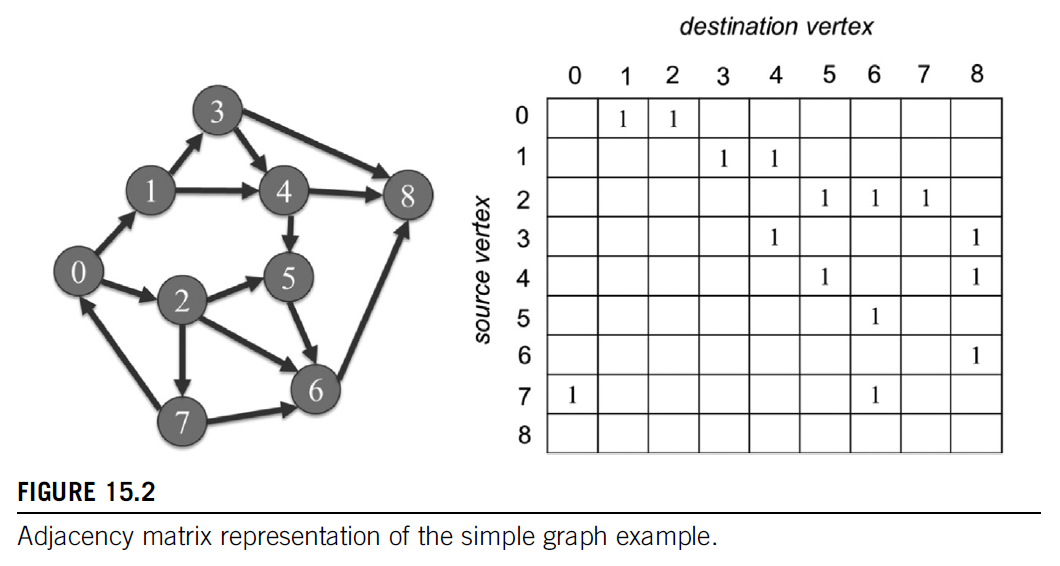 destination vertex
0 1 2 3 4 5 6 7 8
source vertex
0 1 1
1 1 1
2 1 1 1
3 1 1
4 1 1
5 1
6 1
7 1 1
8
3
1
4
8
0
5
2
6
7
FIGURE 15.2
Adjacency matrix representation of the simple graph example.